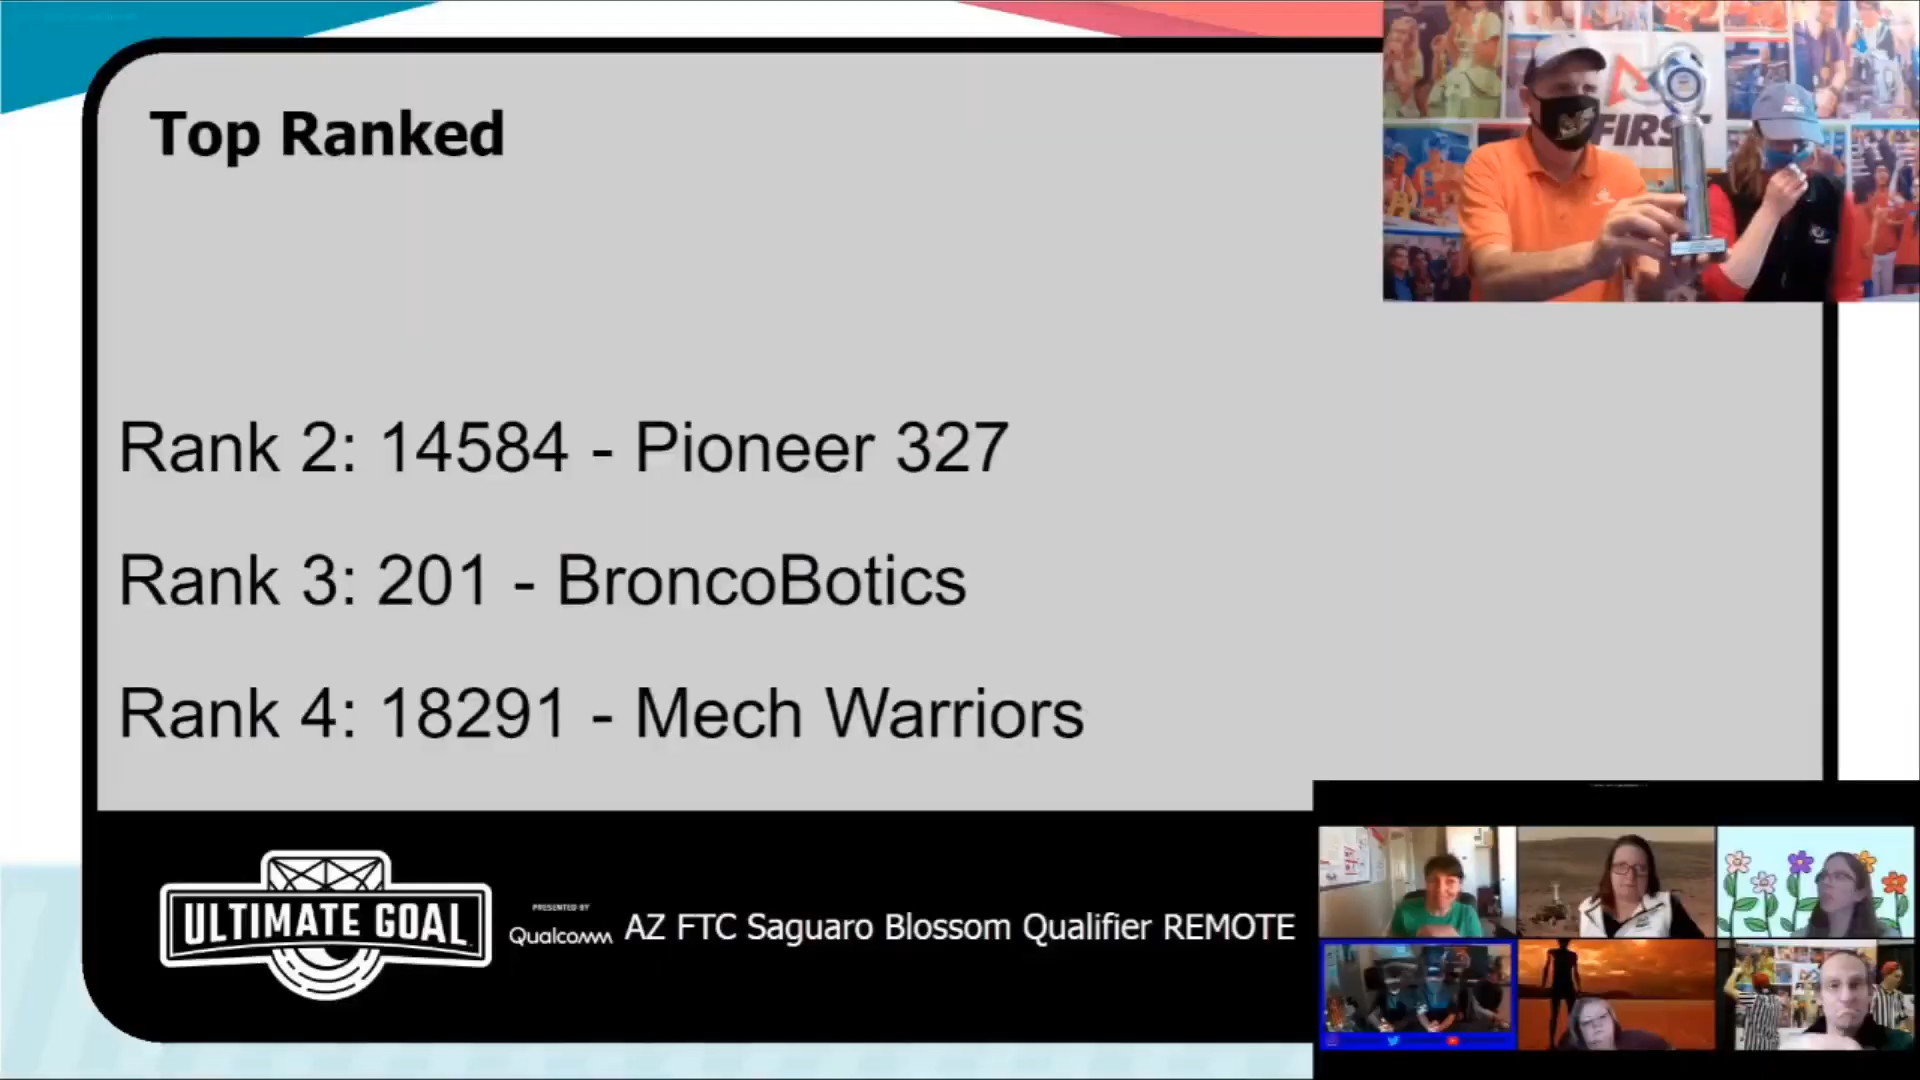 Top Ranked
FIRST
Rank 2: 14584 - Pioneer 327
Rank 3: 201 - BroncoBotics
Rank 4: 18291 - Mech Warriors
ULTIMATE GOAL
PRESENTED BY
Qualcomm
AZ FTC Saguaro Blossom Qualifier REMOTE